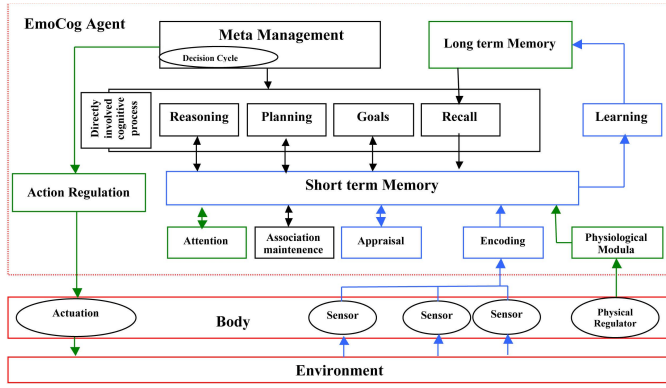 EmoCog Agent
Meta Management
Decision Cycle
Long term Memory
Directly
involved
cognitive
process
Reasoning
Planning
Goals
Recall
Learning
Action Regulation
Short term Memory
Attention
Association
maintenence
Appraisal
Encoding
Physiological
Modula
Actuation
Body
Sensor
Sensor
Sensor
Physical
Regulator
Environment